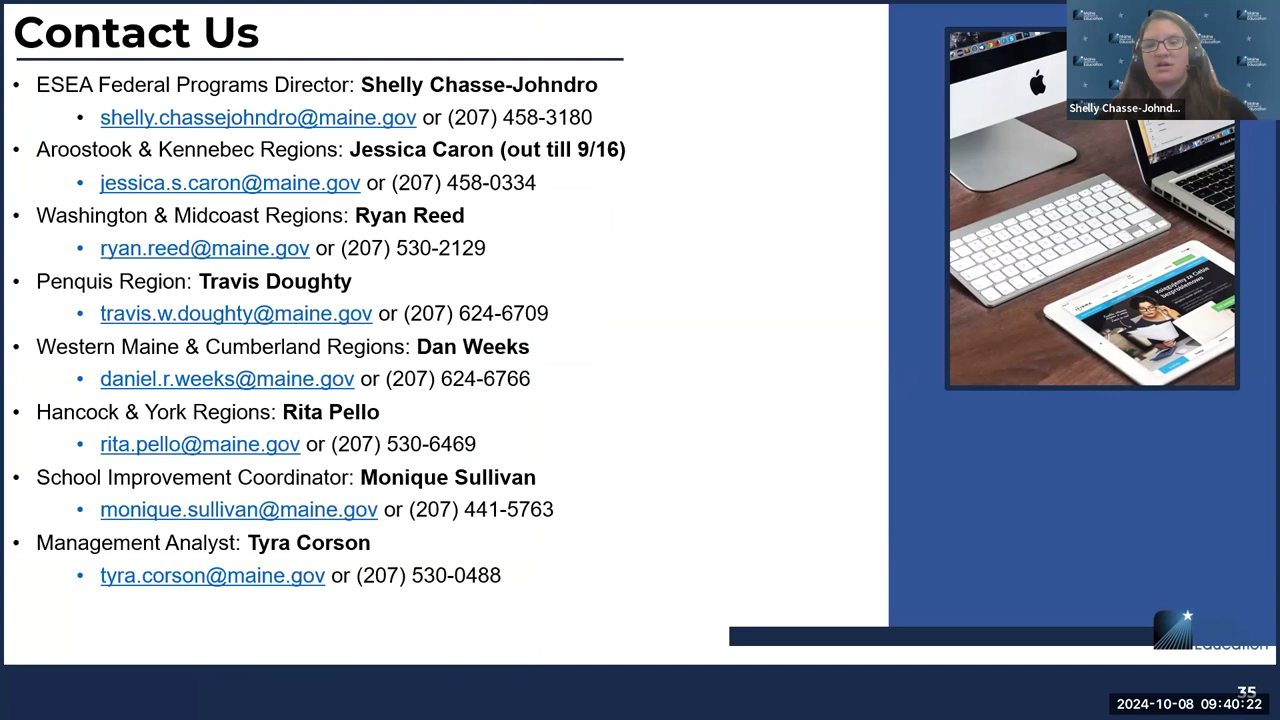 Contact Us
• ESEA Federal Programs Director: Shelly Chasse-Johndro
• shelly.chassejohndro@maine.gov or (207) 458-3180
• Aroostook & Kennebec Regions: Jessica Caron (out till 9/16)
• jessica.s.caron@maine.gov or (207) 458-0334
• Washington & Midcoast Regions: Ryan Reed
• ryan.reed@maine.gov or (207) 530-2129
• Penquis Region: Travis Doughty
• travis.w.doughty@maine.gov or (207) 624-6709
• Western Maine & Cumberland Regions: Dan Weeks
• daniel.r.weeks@maine.gov or (207) 624-6766
• Hancock & York Regions: Rita Pello
• rita.pello@maine.gov or (207) 530-6469
• School Improvement Coordinator: Monique Sullivan
• monique.sullivan@maine.gov or (207) 441-5763
• Management Analyst: Tyra Corson
• tyra.corson@maine.gov or (207) 530-0488
Shelly Chasse-Johnd...
Księgujemy za Ciebie
bezproblemowo
Education
35
2024-10-08 09:40:22